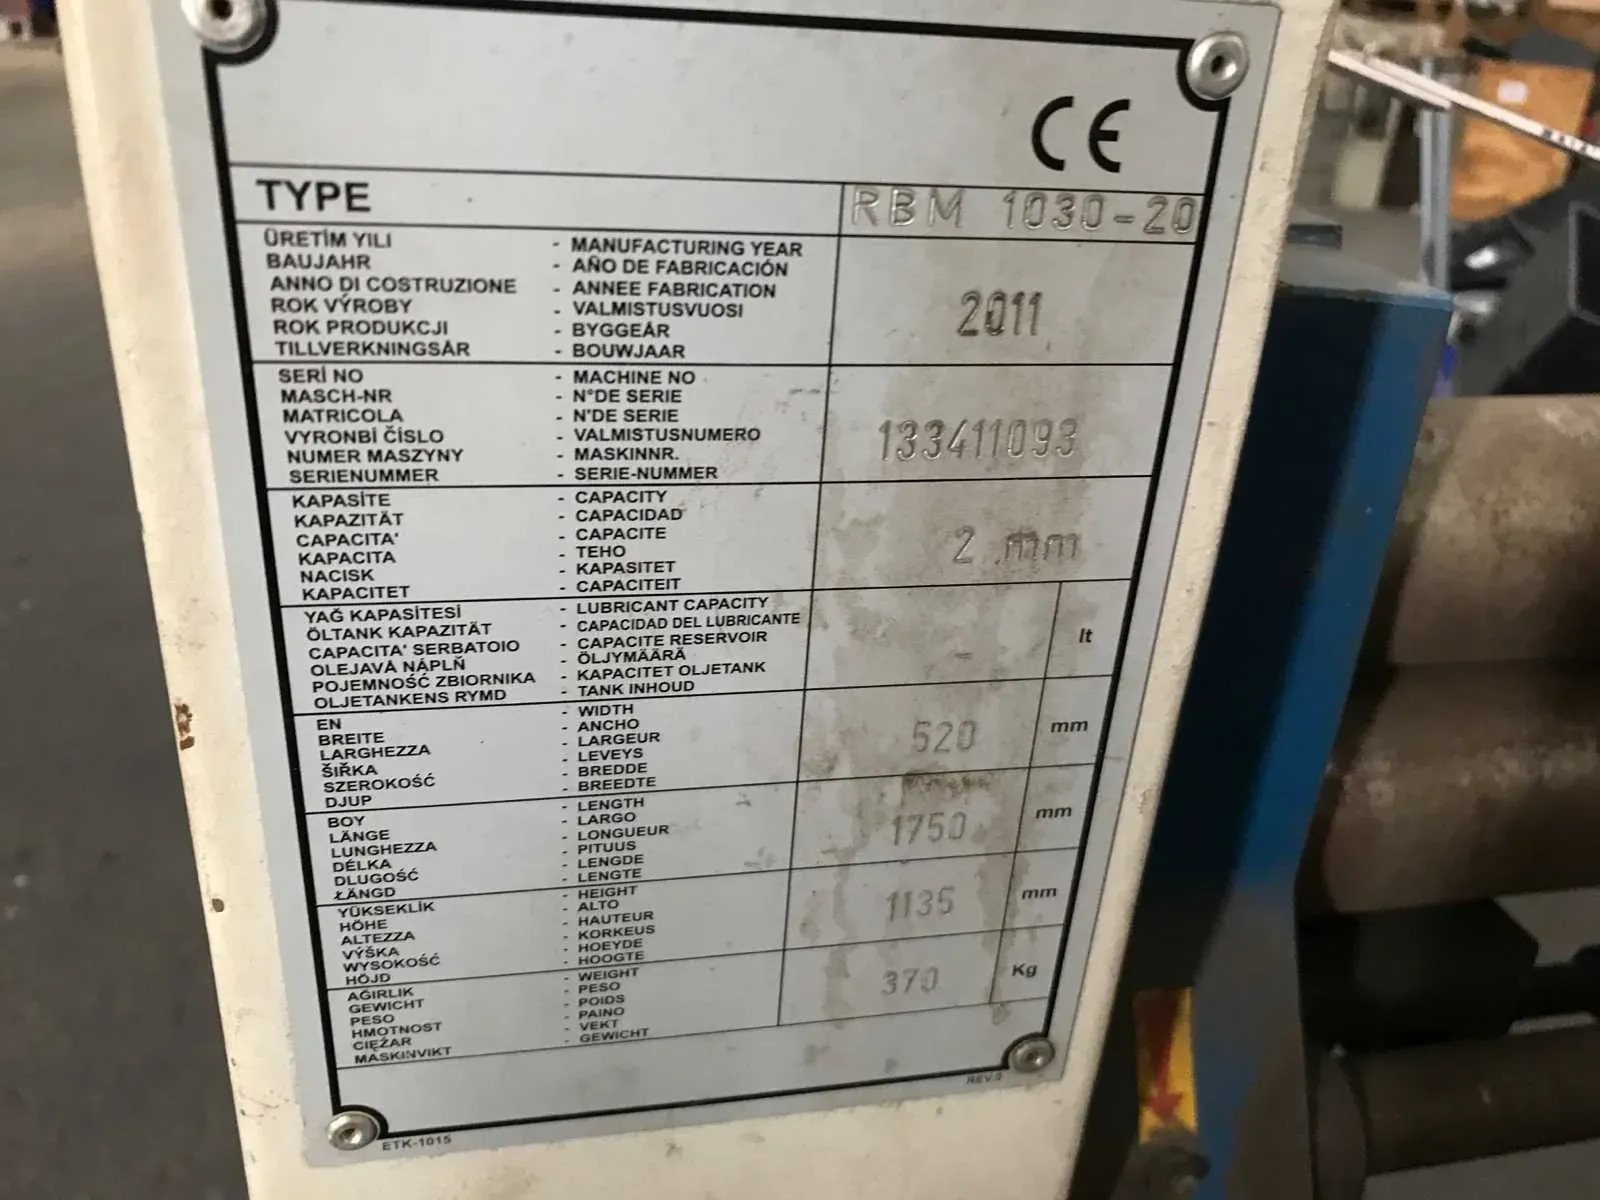 CE
TYPE RBM 1030-20
ÜRETİM YILI - MANUFACTURING YEAR
BAUJAHR - AÑO DE FABRICACIÓN
ANNO DI COSTRUZIONE - ANNEE FABRICATION
ROK VÝROBY - VALMISTUSVUOSI
ROK PRODUKCJI - BYGGEÅR
TILLVERKNINGSÅR - BOUWJAAR
2011
SERİ NO - MACHINE NO
MASCH-NR - N°DE SERIE
MATRICOLA - N'DE SERIE
VYRONBİ ČÍSLO - VALMISTUSNUMERO
NUMER MASZYNY - MASKINNR.
SERIENUMMER - SERIE-NUMMER
133411093
KAPASİTE - CAPACITY
KAPAZITÄT - CAPACIDAD
CAPACITA' - CAPACITE
KAPACITA - TEHO
NACISK - KAPASITET
KAPACITET - CAPACITEIT
2 mm
YAĞ KAPASİTESİ - LUBRICANT CAPACITY
ÖLTANK KAPAZITÄT - CAPACIDAD DEL LUBRICANTE
CAPACITA' SERBATOIO - CAPACITE RESERVOIR
OLEJAVÁ NÁPLŇ - ÖLJYMÄÄRÄ
POJEMNOŚĆ ZBIORNIKA - KAPACITET OLJETANK
OLJETANKENS RYMD - TANK INHOUD
- lt
EN - WIDTH
BREITE - ANCHO
LARGHEZZA - LARGEUR
ŠIŘKA - LEVEYS
SZEROKOŚĆ - BREDDE
DJUP - BREEDTE
520 mm
BOY - LENGTH
LÄNGE - LARGO
LUNGHEZZA - LONGUEUR
DÉLKA - PITUUS
DLUGOŚĆ - LENGDE
ŁÄNGD - LENGTE
1750 mm
YÜKSEKLİK - HEIGHT
HÖHE - ALTO
ALTEZZA - HAUTEUR
VÝŠKA - KORKEUS
WYSOKOŚĆ - HOEYDE
HÖJD - HOOGTE
1135 mm
AĞIRLIK - WEIGHT
GEWICHT - PESO
PESO - POIDS
HMOTNOST - PAINO
CIĘŻAR - VEKT
MASKINVIKT - GEWICHT
370 Kg
REV.0
ETK-1015